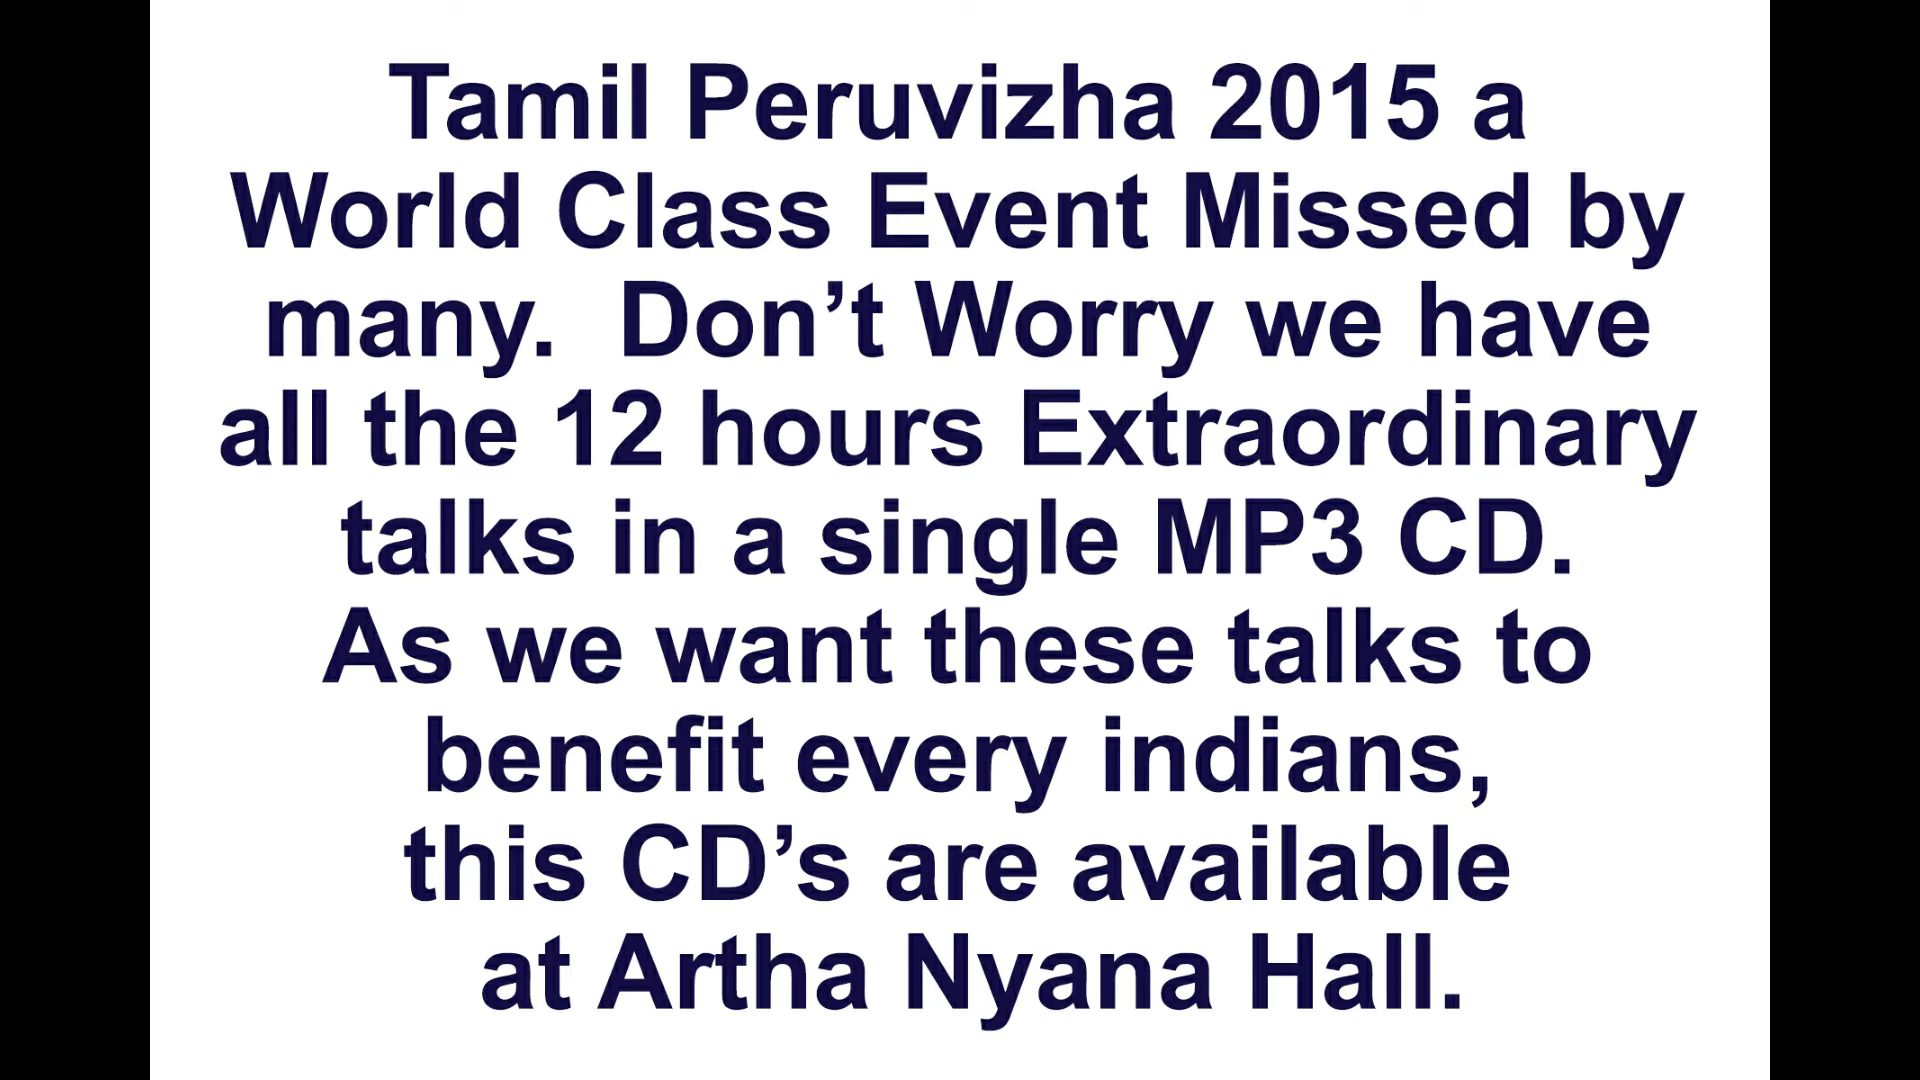 Tamil Peruvizha 2015 a
World Class Event Missed by
many.  Don’t Worry we have
all the 12 hours Extraordinary
talks in a single MP3 CD.
As we want these talks to
benefit every indians,
this CD’s are available
at Artha Nyana Hall.